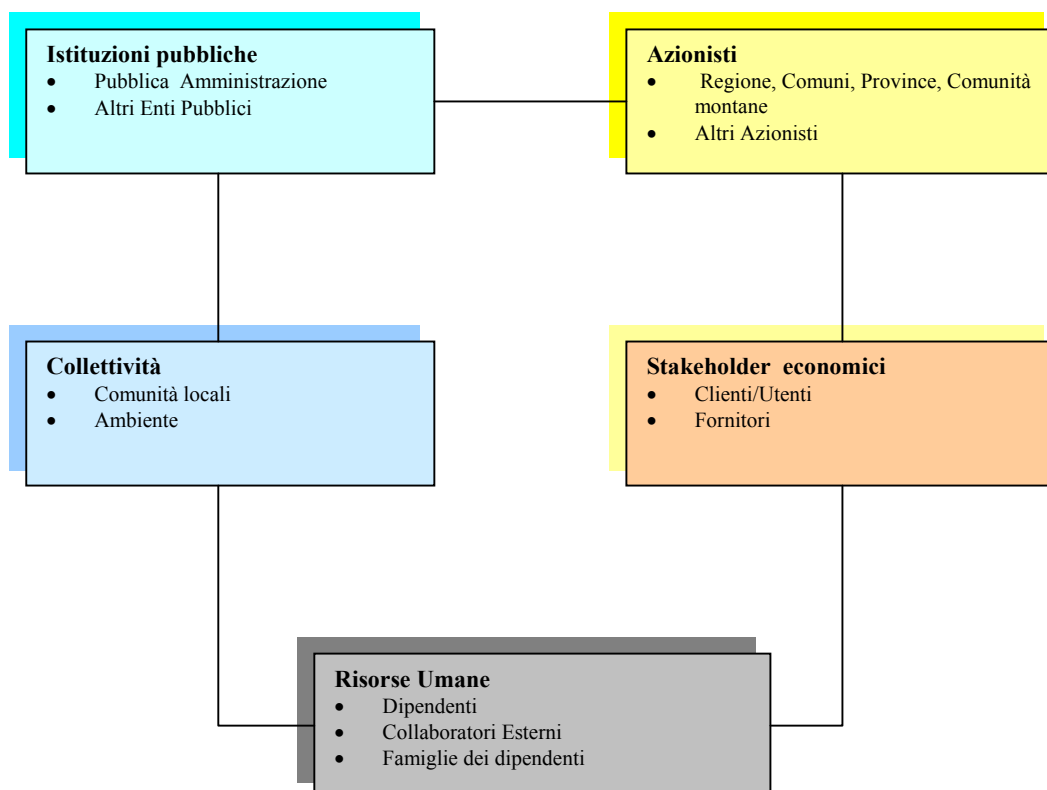 Istituzioni pubbliche
• Pubblica Amministrazione
• Altri Enti Pubblici
Azionisti
• Regione, Comuni, Province, Comunità
montane
• Altri Azionisti
Collettività
• Comunità locali
• Ambiente
Stakeholder economici
• Clienti/Utenti
• Fornitori
Risorse Umane
• Dipendenti
• Collaboratori Esterni
• Famiglie dei dipendenti